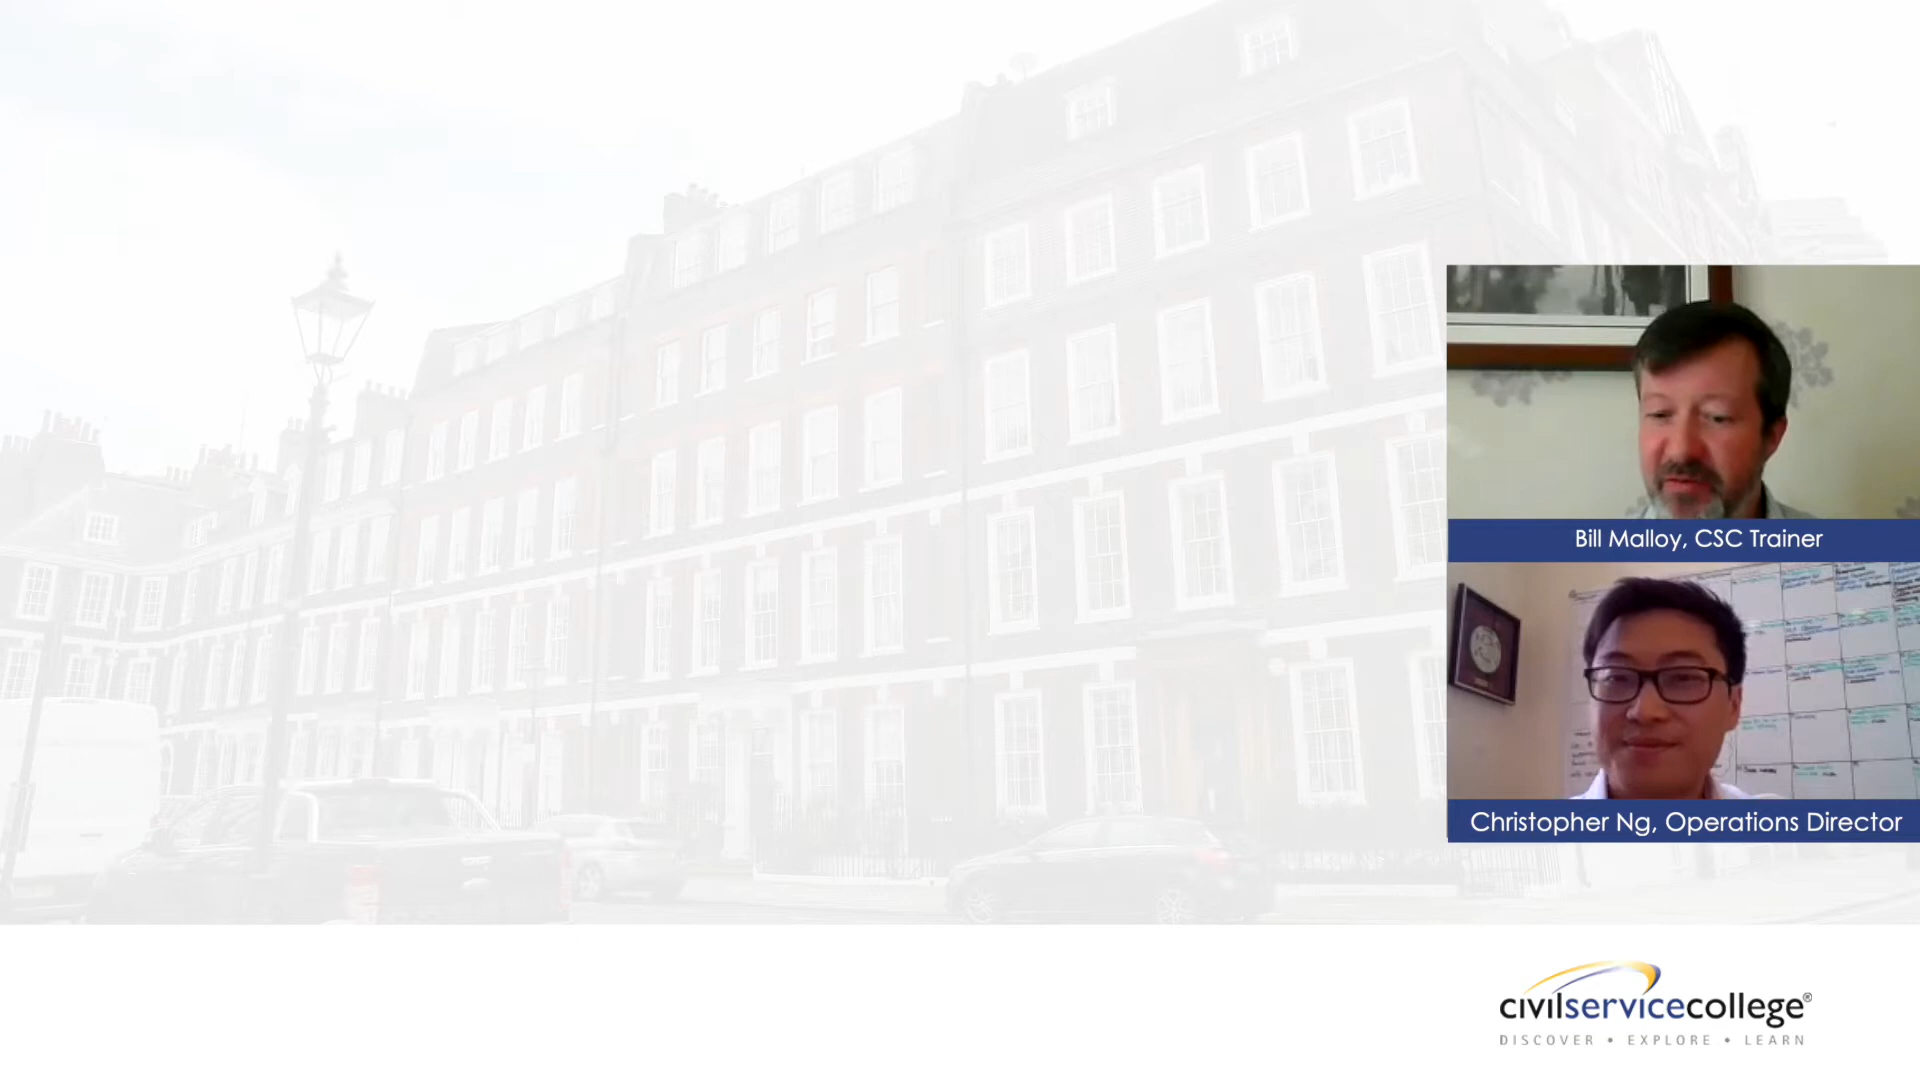 Bill Malloy, CSC Trainer
Christopher Ng, Operations Director
civilservicecollege®
DISCOVER • EXPLORE • LEARN